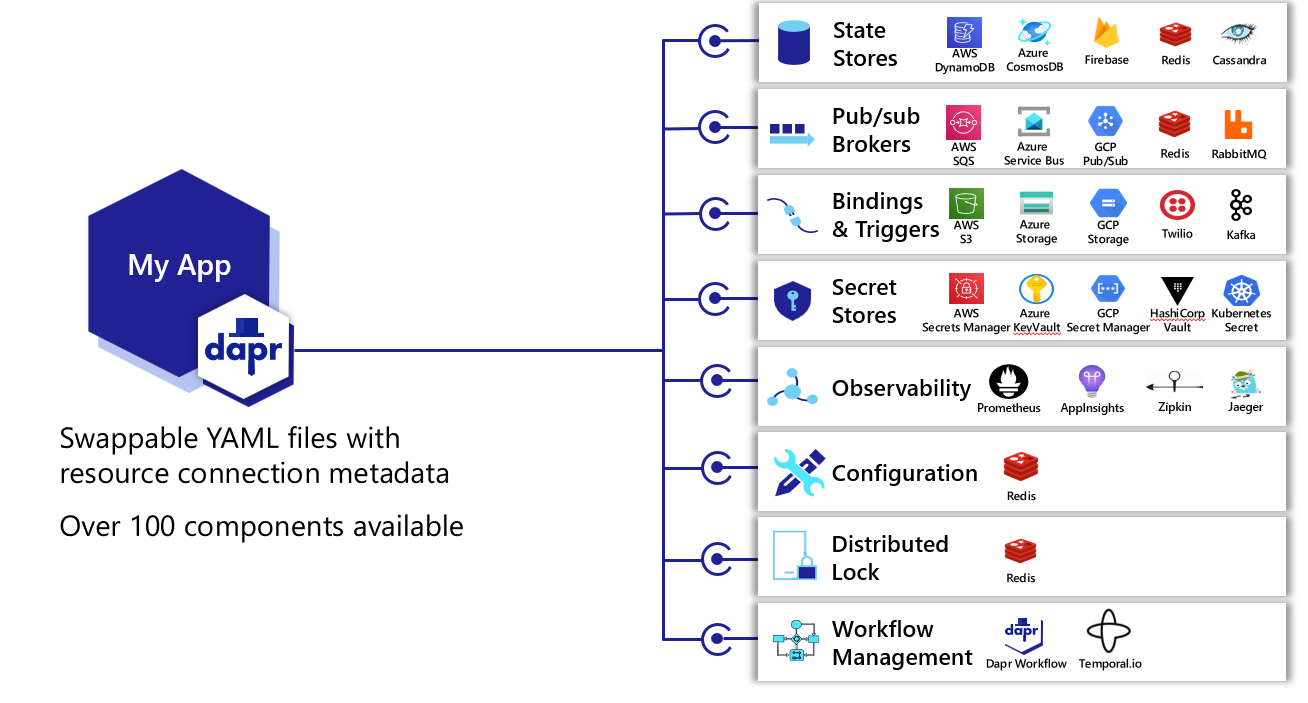 My App
dapr
Swappable YAML files with
resource connection metadata
Over 100 components available
State
Stores
AWS
DynamoDB
Azure
CosmosDB
Firebase
Redis
Cassandra
Pub/sub
Brokers
AWS
SQS
Azure
Service Bus
GCP
Pub/Sub
Redis
RabbitMQ
Bindings
& Triggers
AWS
S3
Azure
Storage
GCP
Storage
Twilio
Kafka
Secret
Stores
AWS
Secrets Manager
Azure
KeyVault
GCP
Secret Manager
HashiCorp
Vault
Kubernetes
Secret
Observability
Prometheus
AppInsights
Zipkin
Jaeger
Configuration
Redis
Distributed
Lock
Redis
Workflow
Management
dapr
Dapr Workflow
Temporal.io